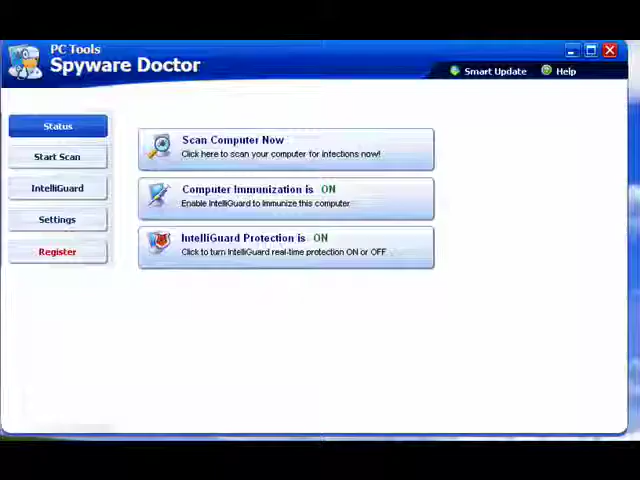 PC Tools
Spyware Doctor
Smart Update
Help
Status
Start Scan
IntelliGuard
Settings
Register
Scan Computer Now
Click here to scan your computer for infections now!
Computer Immunization is ON
Enable IntelliGuard to immunize this computer
IntelliGuard Protection is ON
Click to turn IntelliGuard real-time protection ON or OFF